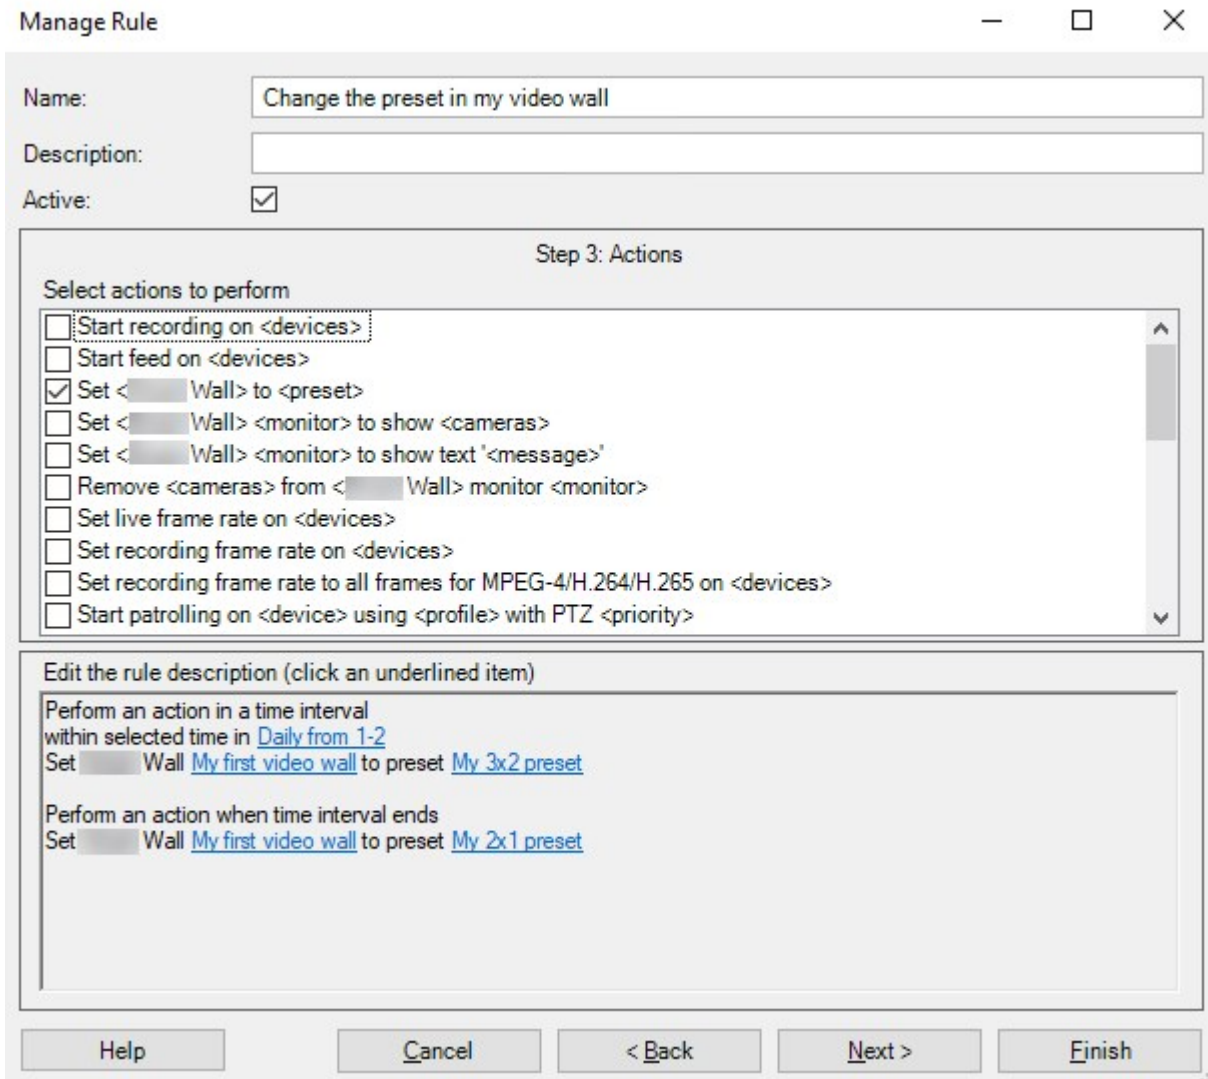 Manage Rule
Name: Change the preset in my video wall
Description:
Active:
Step 3: Actions
Select actions to perform
Start recording on <devices>
Start feed on <devices>
Set < Wall> to <preset>
Set < Wall> <monitor> to show <cameras>
Set < Wall> <monitor> to show text '<message>'
Remove <cameras> from < Wall> monitor <monitor>
Set live frame rate on <devices>
Set recording frame rate on <devices>
Set recording frame rate to all frames for MPEG-4/H.264/H.265 on <devices>
Start patrolling on <device> using <profile> with PTZ <priority>
Edit the rule description (click an underlined item)
Perform an action in a time interval
within selected time in Daily from 1-2
Set Wall My first video wall to preset My 3x2 preset
Perform an action when time interval ends
Set Wall My first video wall to preset My 2x1 preset
Help Cancel < Back Next > Finish